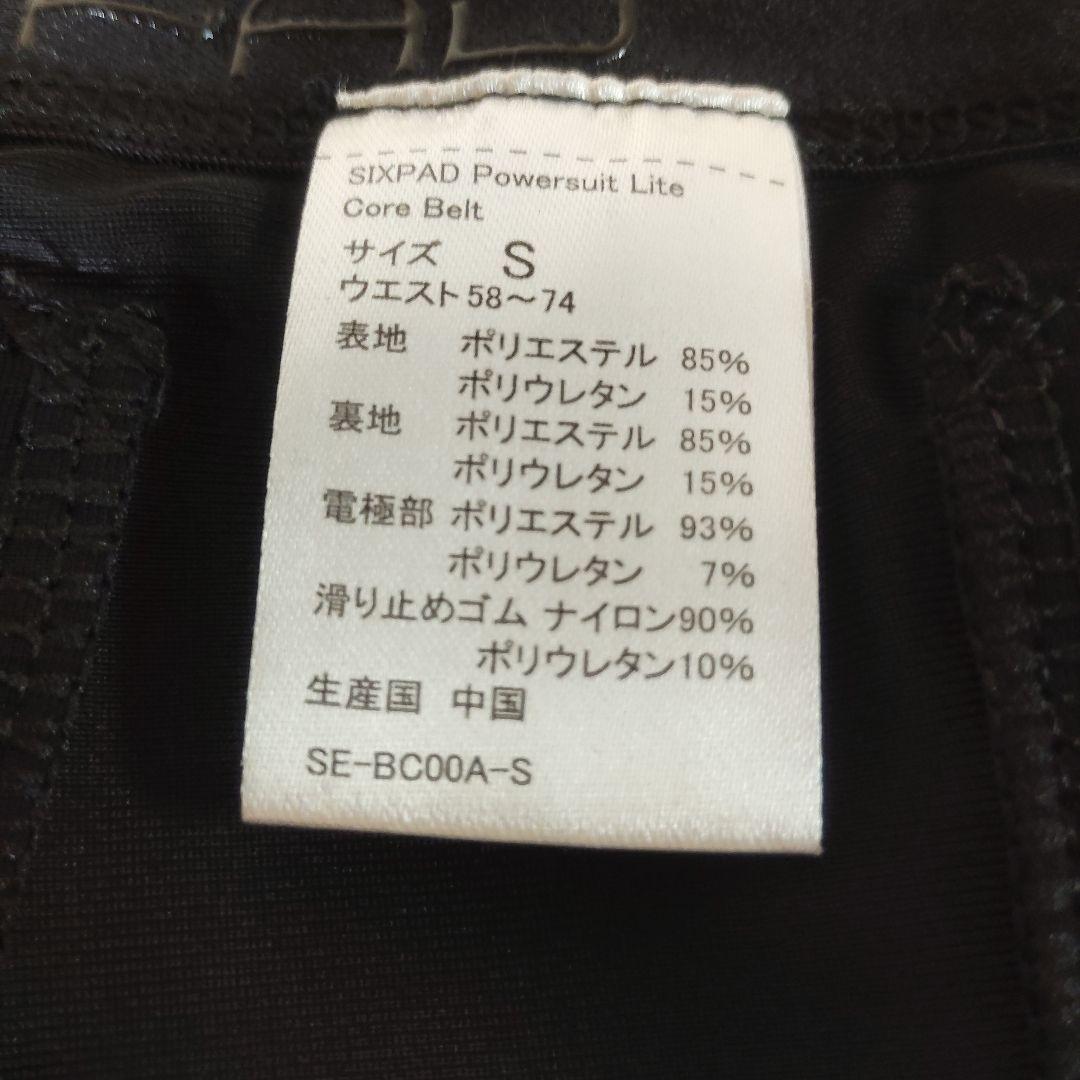 SIXPAD Powersuit Lite
Core Belt
サイズ S
ウエスト58～74
表地 ポリエステル 85%
ポリウレタン 15%
裏地 ポリエステル 85%
ポリウレタン 15%
電極部 ポリエステル 93%
ポリウレタン 7%
滑り止めゴム ナイロン90%
ポリウレタン10%
生産国 中国
SE-BC00A-S